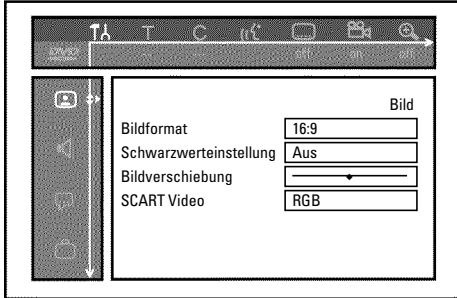 T C
DVD
off on off
Bild
Bildformat 16:9
Schwarzwerteinstellung Aus
Bildverschiebung
SCART Video RGB